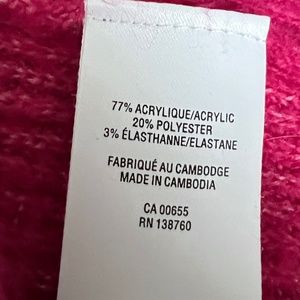 77% ACRYLIQUE/ACRYLIC
20% POLYESTER
3% ÉLASTHANNE/ELASTANE
FABRIQUÉ AU CAMBODGE
MADE IN CAMBODIA
CA 00655
RN 138760